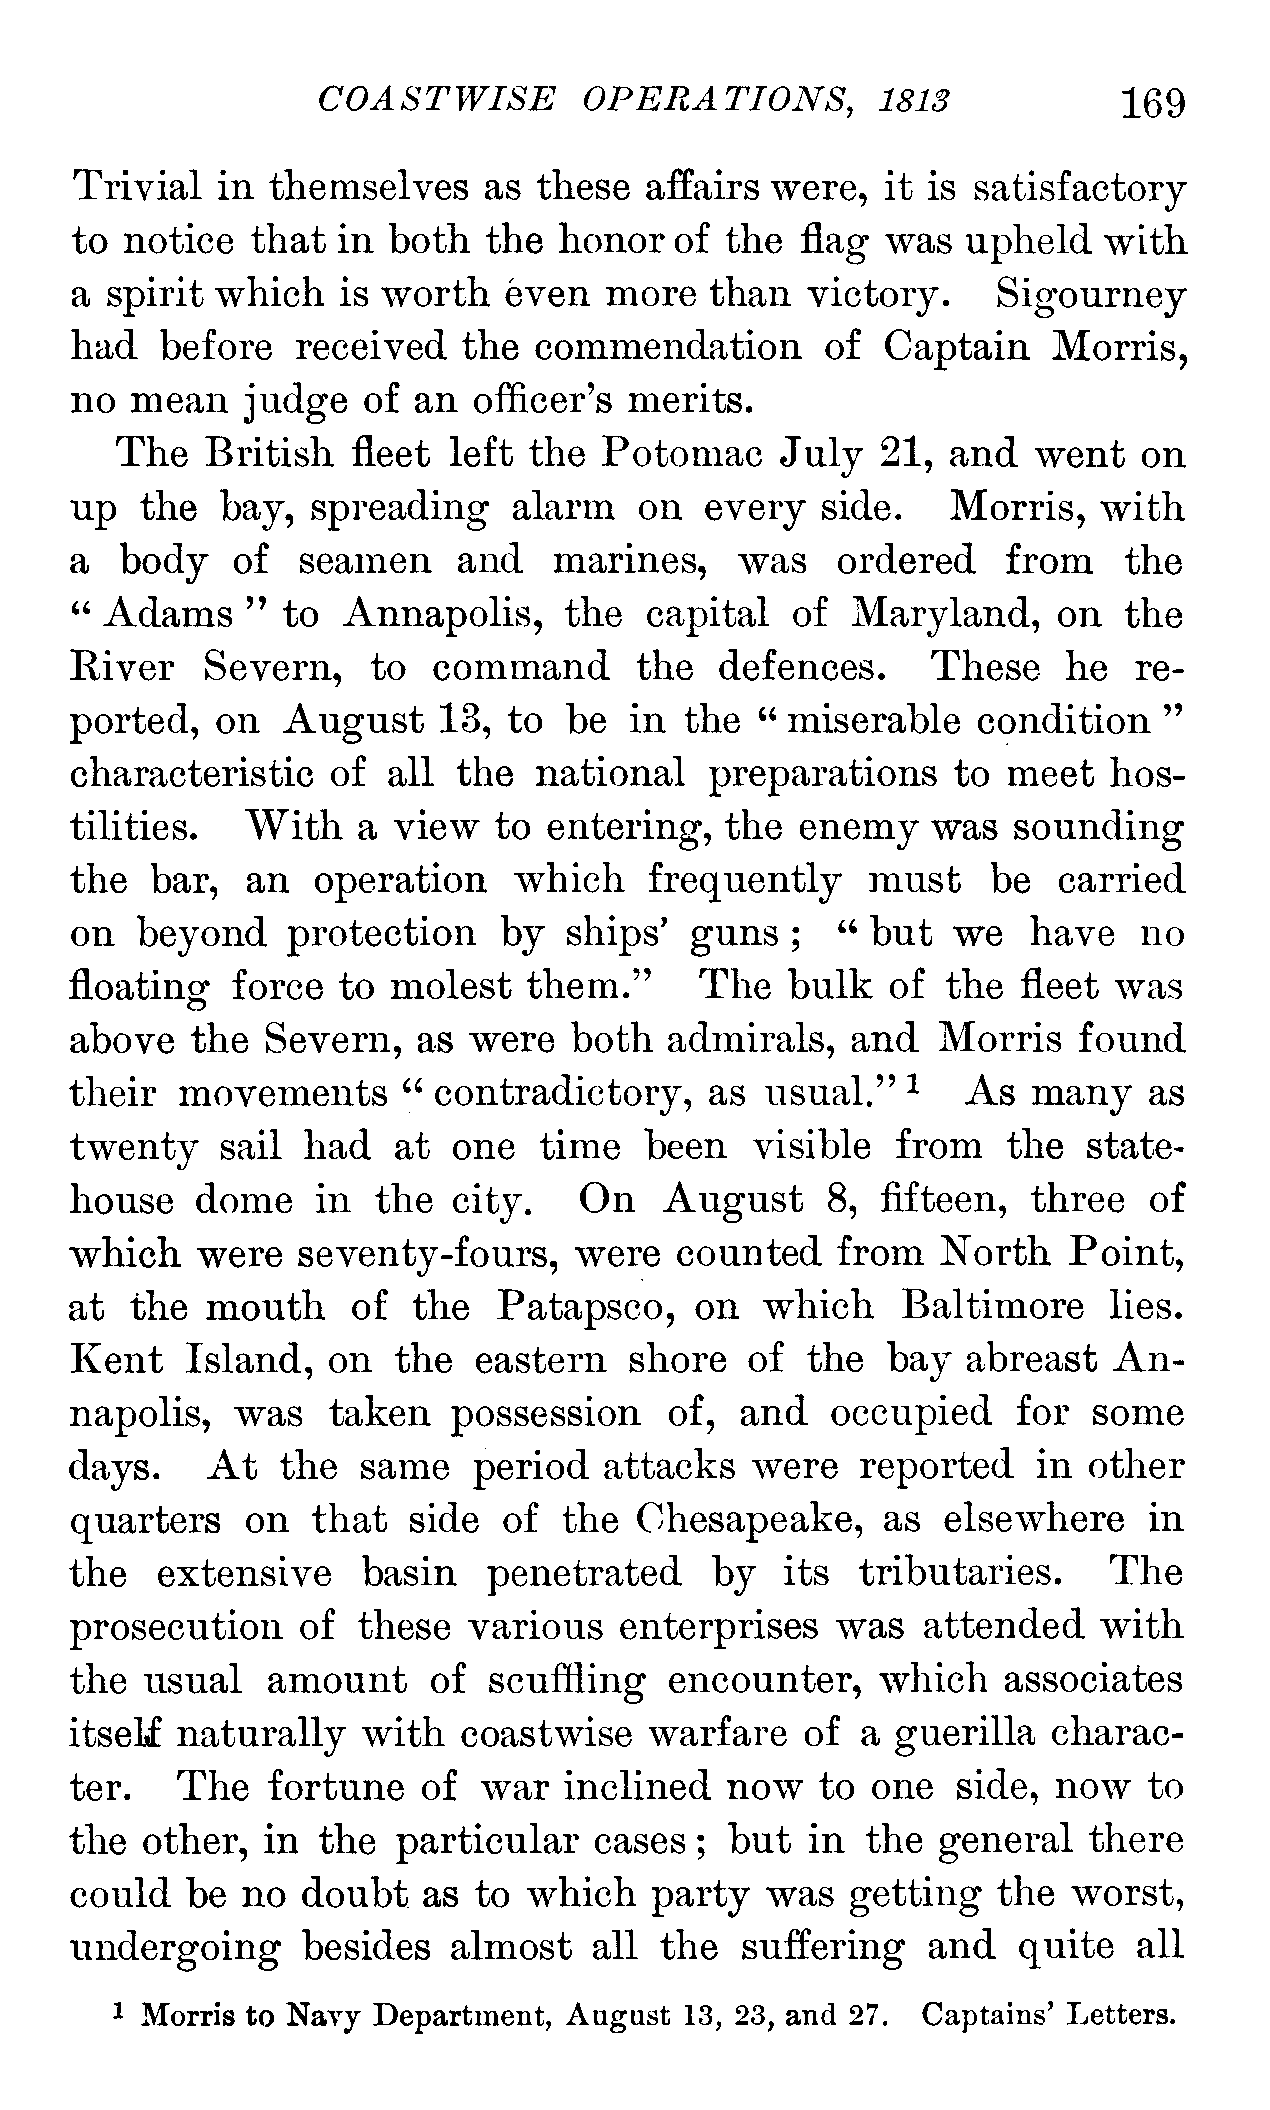 COASTWISE OPERATIONS, 1813 169
Trivial in themselves as these affairs were, it is satisfactory
to notice that in both the honor of the flag was upheld with
a spirit which is worth even more than victory. Sigourney
had before received the commendation of Captain Morris,
no mean judge of an officer's merits.
The British fleet left the Potomac July 21, and went on
up the bay, spreading alarm on every side. Morris, with
a body of seamen and marines, was ordered from the
“ Adams ” to Annapolis, the capital of Maryland, on the
River Severn, to command the defences. These he re-
ported, on August 13, to be in the “ miserable condition ”
characteristic of all the national preparations to meet hos-
tilities. With a view to entering, the enemy was sounding
the bar, an operation which frequently must be carried
on beyond protection by ships' guns ; “ but we have no
floating force to molest them.” The bulk of the fleet was
above the Severn, as were both admirals, and Morris found
their movements “ contradictory, as usual.” 1 As many as
twenty sail had at one time been visible from the state-
house dome in the city. On August 8, fifteen, three of
which were seventy-fours, were counted from North Point,
at the mouth of the Patapsco, on which Baltimore lies.
Kent Island, on the eastern shore of the bay abreast An-
napolis, was taken possession of, and occupied for some
days. At the same period attacks were reported in other
quarters on that side of the Chesapeake, as elsewhere in
the extensive basin penetrated by its tributaries. The
prosecution of these various enterprises was attended with
the usual amount of scuffling encounter, which associates
itself naturally with coastwise warfare of a guerilla charac-
ter. The fortune of war inclined now to one side, now to
the other, in the particular cases ; but in the general there
could be no doubt as to which party was getting the worst,
undergoing besides almost all the suffering and quite all
1 Morris to Navy Department, August 13, 23, and 27. Captains' Letters.